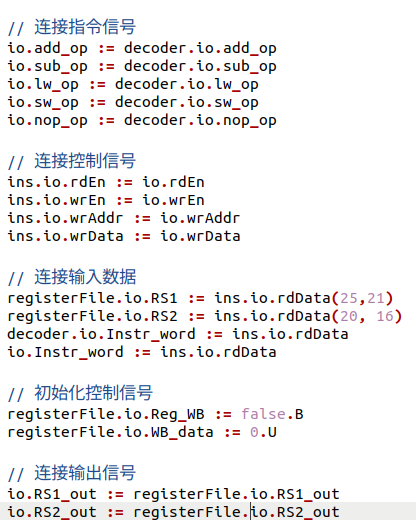 // 连接指令信号
io.add_op := decoder.io.add_op
io.sub_op := decoder.io.sub_op
io.lw_op := decoder.io.lw_op
io.sw_op := decoder.io.sw_op
io.nop_op := decoder.io.nop_op
// 连接控制信号
ins.io.rdEn := io.rdEn
ins.io.wrEn := io.wrEn
ins.io.wrAddr := io.wrAddr
ins.io.wrData := io.wrData
// 连接输入数据
registerFile.io.RS1 := ins.io.rdData(25,21)
registerFile.io.RS2 := ins.io.rdData(20, 16)
decoder.io.Instr_word := ins.io.rdData
io.Instr_word := ins.io.rdData
// 初始化控制信号
registerFile.io.Reg_WB := false.B
registerFile.io.WB_data := 0.U
// 连接输出信号
io.RS1_out := registerFile.io.RS1_out
io.RS2_out := registerFile.io.RS2_out